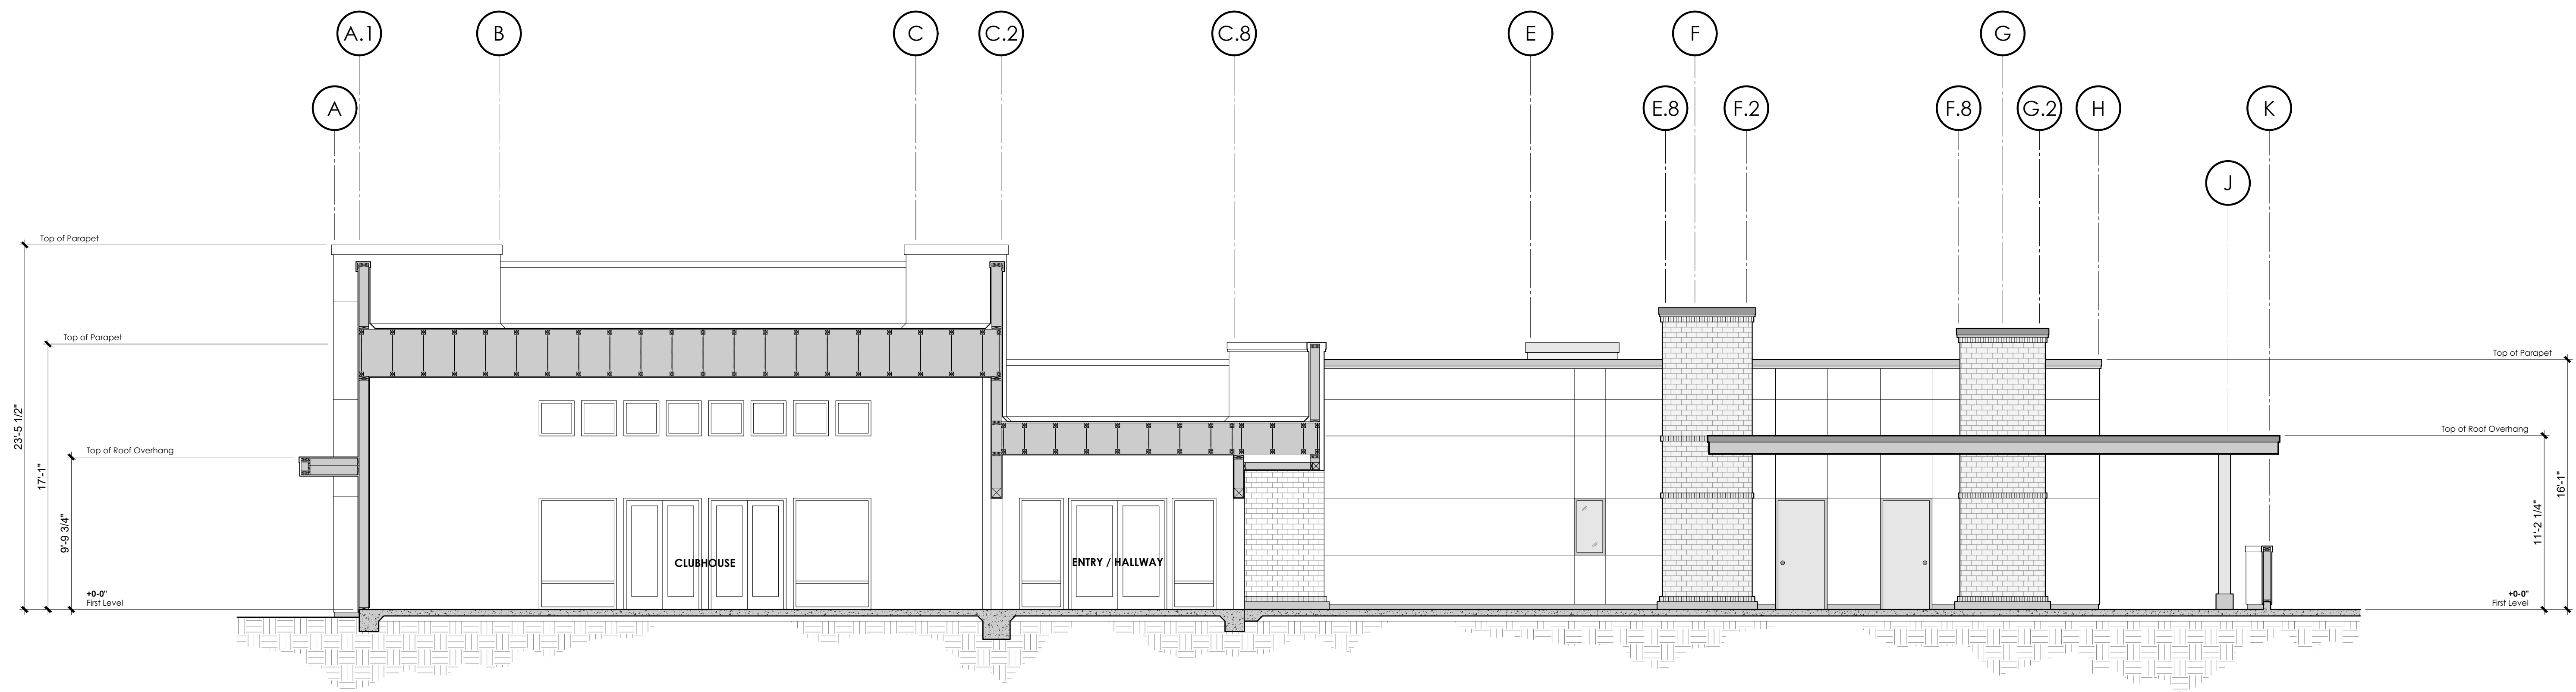 A.1
B
C
C.2
C.8
E
F
G
A
E.8
F.2
F.8
G.2
H
K
J
Top of Parapet
Top of Parapet
Top of Parapet
Top of Roof Overhang
Top of Roof Overhang
23'-5 1/2"
17'-1"
9'-9 3/4"
16'-1"
11'-2 1/4"
CLUBHOUSE
ENTRY / HALLWAY
+0-0"
First Level
+0-0"
First Level